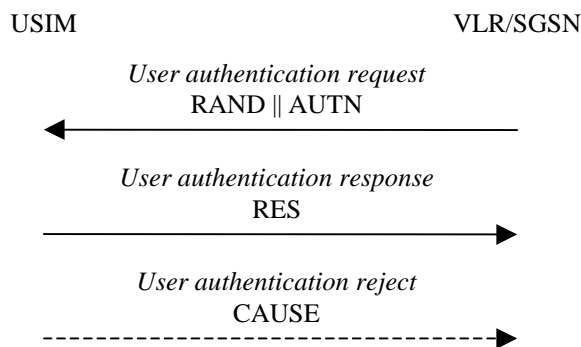 USIM VLR/SGSN
User authentication request
RAND || AUTN
User authentication response
RES
User authentication reject
CAUSE